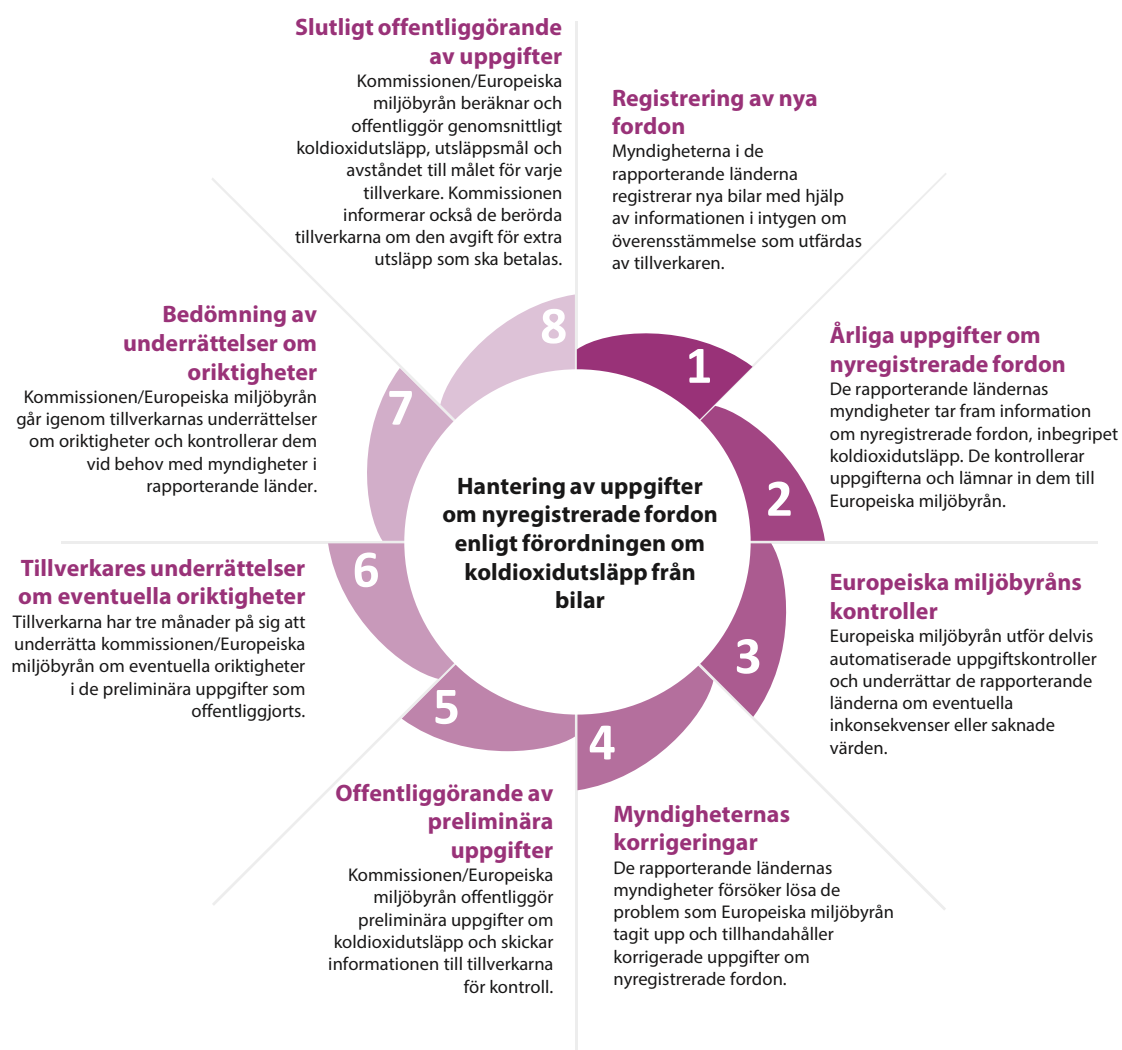 Hantering av uppgifter
om nyregistrerade fordon
enligt förordningen om
koldioxidutsläpp från
bilar
1
Registrering av nya
fordon
Myndigheterna i de
rapporterande länderna
registrerar nya bilar med hjälp
av informationen i intygen om
överensstämmelse som utfärdas
av tillverkaren.
2
Årliga uppgifter om
nyregistrerade fordon
De rapporterande ländernas
myndigheter tar fram information
om nyregistrerade fordon, inbegripet
koldioxidutsläpp. De kontrollerar
uppgifterna och lämnar in dem till
Europeiska miljöbyrån.
3
Europeiska miljöbyråns
kontroller
Europeiska miljöbyrån utför delvis
automatiserade uppgiftskontroller
och underrättar de rapporterande
länderna om eventuella
inkonsekvenser eller saknade
värden.
4
Myndigheternas
korrigeringar
De rapporterande ländernas
myndigheter försöker lösa de
problem som Europeiska miljöbyrån
tagit upp och tillhandahåller
korrigerade uppgifter om
nyregistrerade fordon.
5
Offentliggörande av
preliminära
uppgifter
Kommissionen/Europeiska
miljöbyrån offentliggör
preliminära uppgifter om
koldioxidutsläpp och skickar
informationen till tillverkarna
för kontroll.
6
Tillverkares underrättelser
om eventuella oriktigheter
Tillverkarna har tre månader på sig att
underrätta kommissionen/Europeiska
miljöbyrån om eventuella oriktigheter
i de preliminära uppgifter som
offentliggjorts.
7
Bedömning av
underrättelser om
oriktigheter
Kommissionen/Europeiska miljöbyrån
går igenom tillverkarnas underrättelser
om oriktigheter och kontrollerar dem
vid behov med myndigheter i
rapporterande länder.
8
Slutligt offentliggörande
av uppgifter
Kommissionen/Europeiska
miljöbyrån beräknar och
offentliggör genomsnittligt
koldioxidutsläpp, utsläppsmål och
avståndet till målet för varje
tillverkare. Kommissionen
informerar också de berörda
tillverkarna om den avgift för extra
utsläpp som ska betalas.